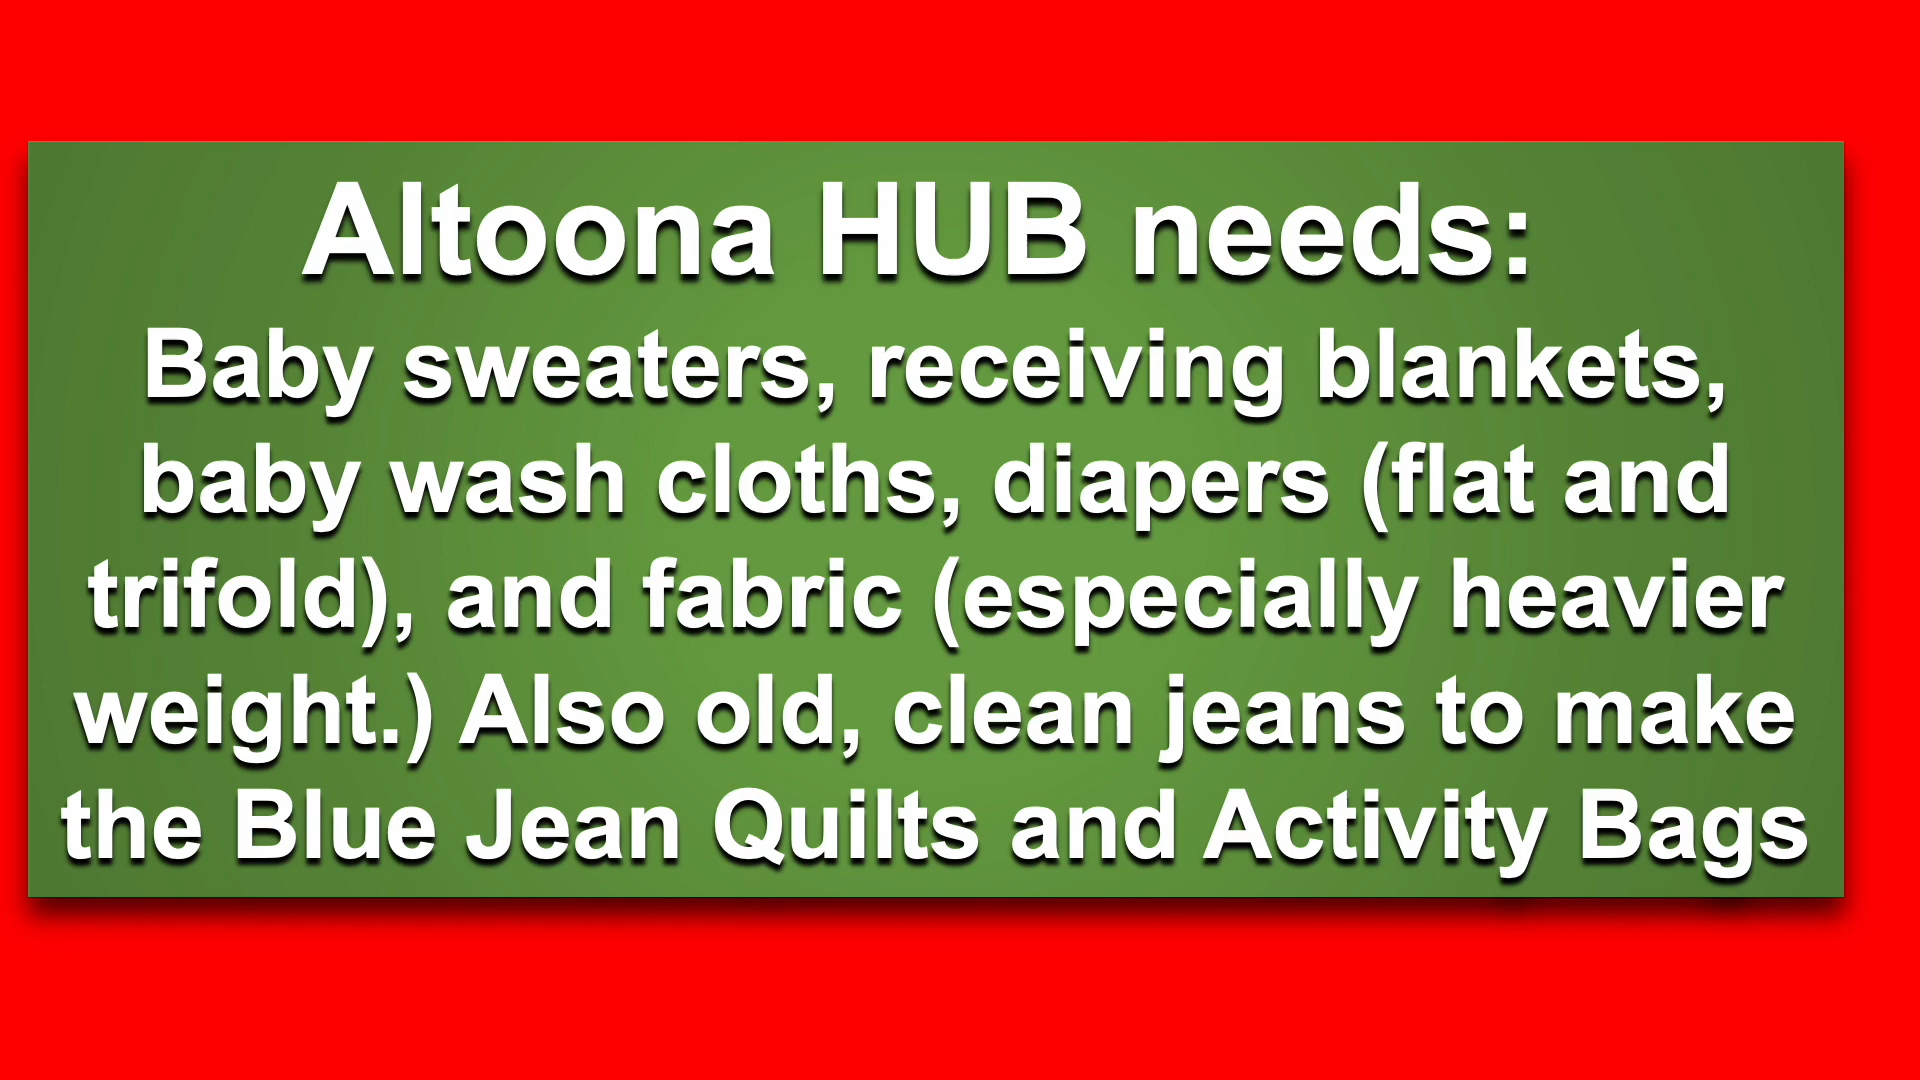 Altoona HUB needs:
Baby sweaters, receiving blankets,
baby wash cloths, diapers (flat and
trifold), and fabric (especially heavier
weight.) Also old, clean jeans to make
the Blue Jean Quilts and Activity Bags